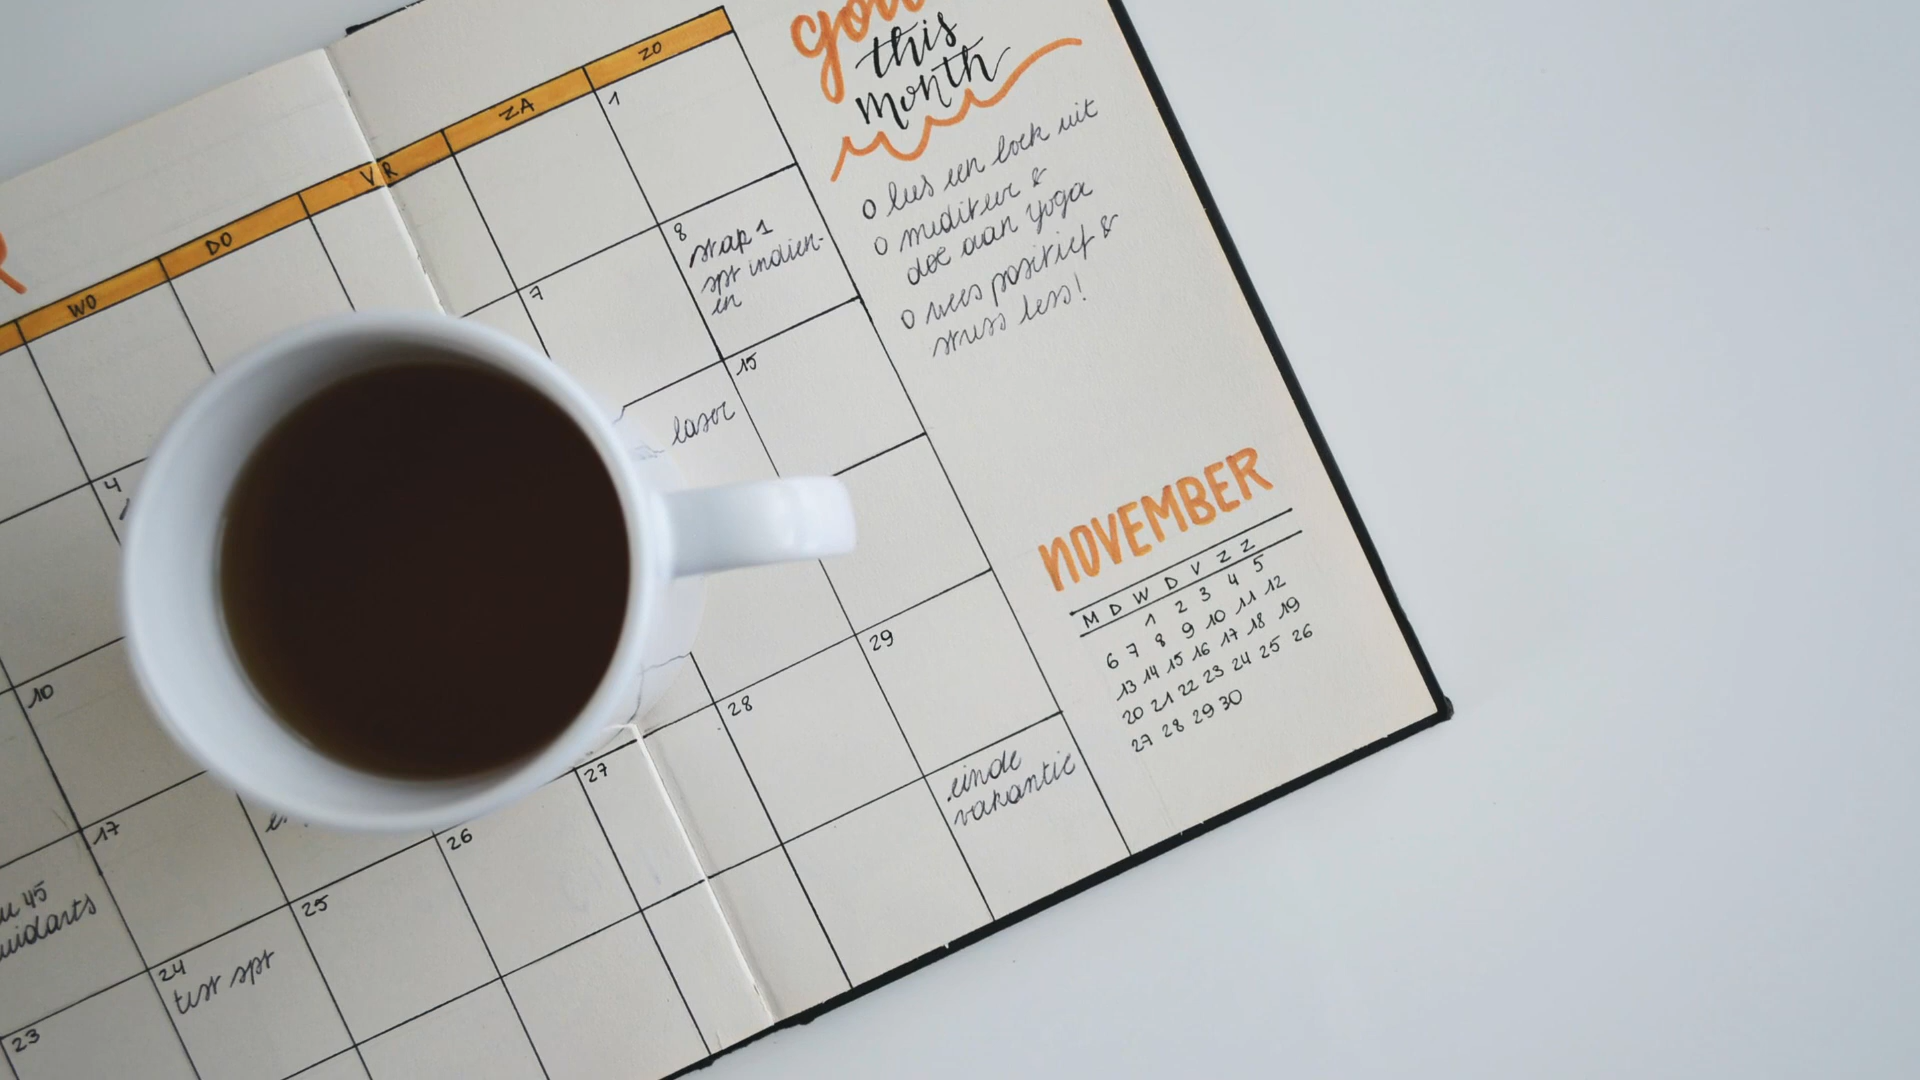 WO DO VR ZA ZO
1
4 7 8
stap 1
spt indien-
en
10
laser
15
17
u 45
24
test spt
25 26 27 28 29
23
einde
vakantie
this
month
o lees een boek uit
o mediteer &
doe aan yoga
o wees positief &
stress less!
NOVEMBER
M D W D V Z Z
1 2 3 4 5
6 7 8 9 10 11 12
13 14 15 16 17 18 19
20 21 22 23 24 25 26
27 28 29 30